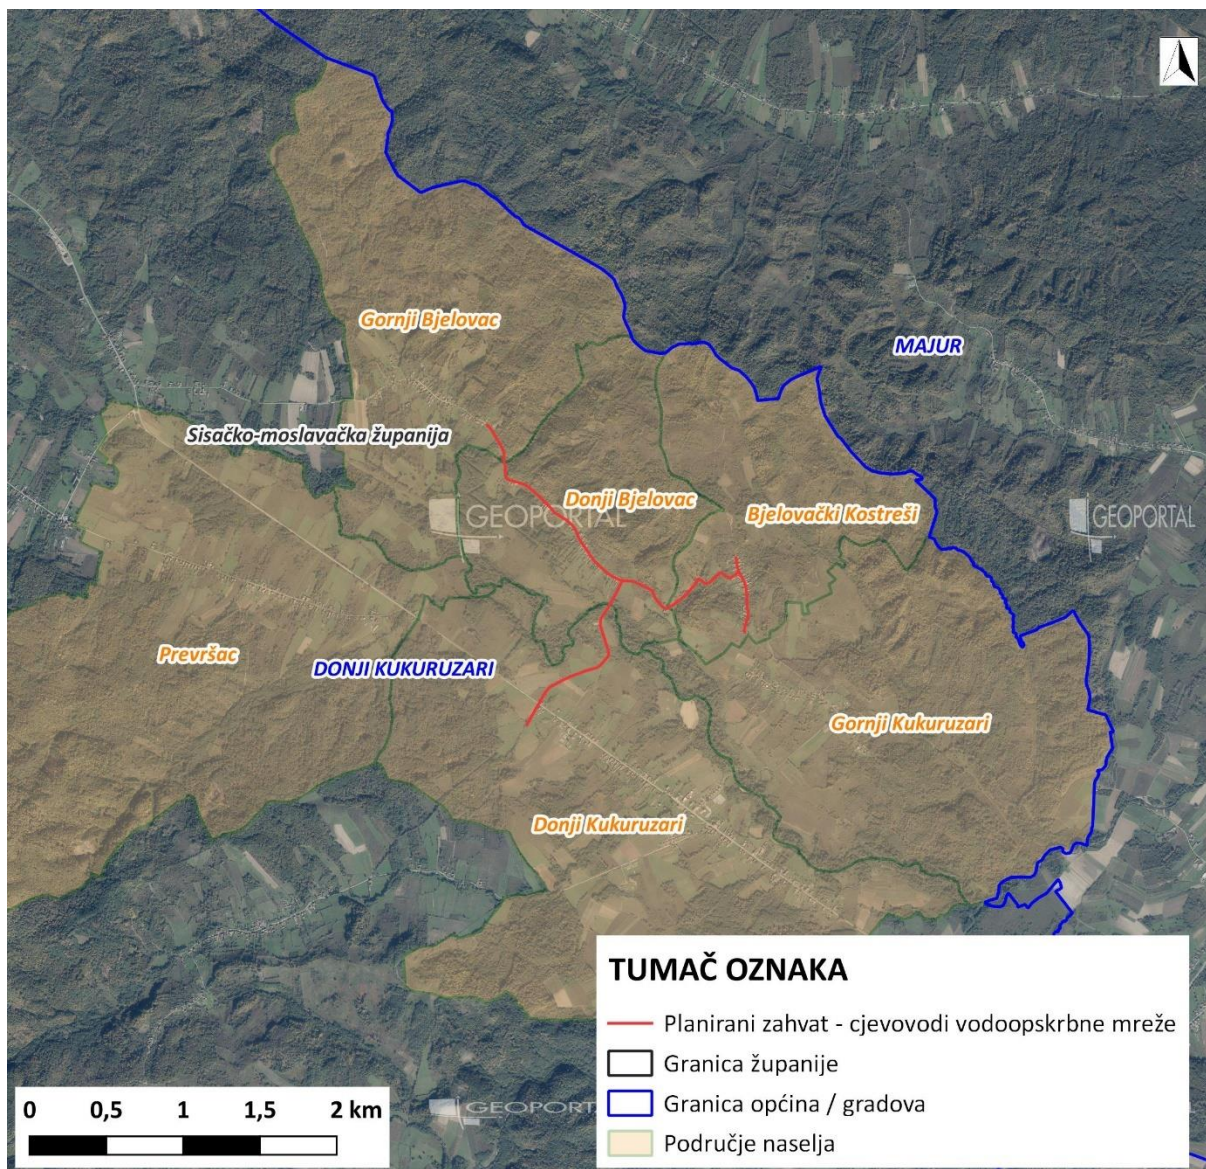 Gornji Bjelovac
MAJUR
Sisačko-moslavačka županija
Donji Bjelovac
Bjelovački Kostreši
GEOPORTAL
GEOPORTAL
Prevršac
DONJI KUKURUZARI
Gornji Kukuruzari
Donji Kukuruzari
TUMAČ OZNAKA
Planirani zahvat - cjevovodi vodoopskrbne mreže
Granica županije
Granica općina / gradova
Područje naselja
0 0,5 1 1,5 2 km
GEOPORTAL